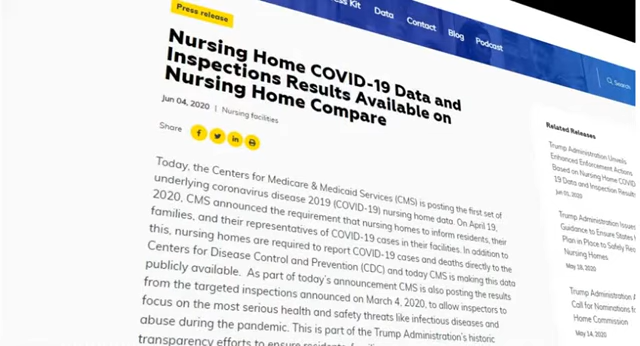 Press release
ss Kit Data Contact Blog Podcast
Search
Nursing Home COVID-19 Data and
Inspections Results Available on
Nursing Home Compare
Jun 04, 2020 | Nursing facilities
Share
Today, the Centers for Medicare & Medicaid Services (CMS) is posting the first set of
underlying coronavirus disease 2019 (COVID-19) nursing home data. On April 19,
2020, CMS announced the requirement that nursing homes to inform residents, their
families, and their representatives of COVID-19 cases in their facilities. In addition to
this, nursing homes are required to report COVID-19 cases and deaths directly to the
Centers for Disease Control and Prevention (CDC) and today CMS is making this data
publicly available. As part of today's announcement CMS is also posting the results
from the targeted inspections announced on March 4, 2020, to allow inspectors to
focus on the most serious health and safety threats like infectious diseases and
abuse during the pandemic. This is part of the Trump Administration's historic
transparency efforts to ensure
Related Releases
Trump Administration Unveils
Enhanced Enforcement Actions
Based on Nursing Home COVID
19 Data and Inspection Results
Jun 01, 2020
Trump Administration Issues
Guidance to Ensure States
Plan in Place to Safely Reo
Nursing Homes
May 18, 2020
Trump Administration
Call for Nominations f
Home Commission
May 14, 2020